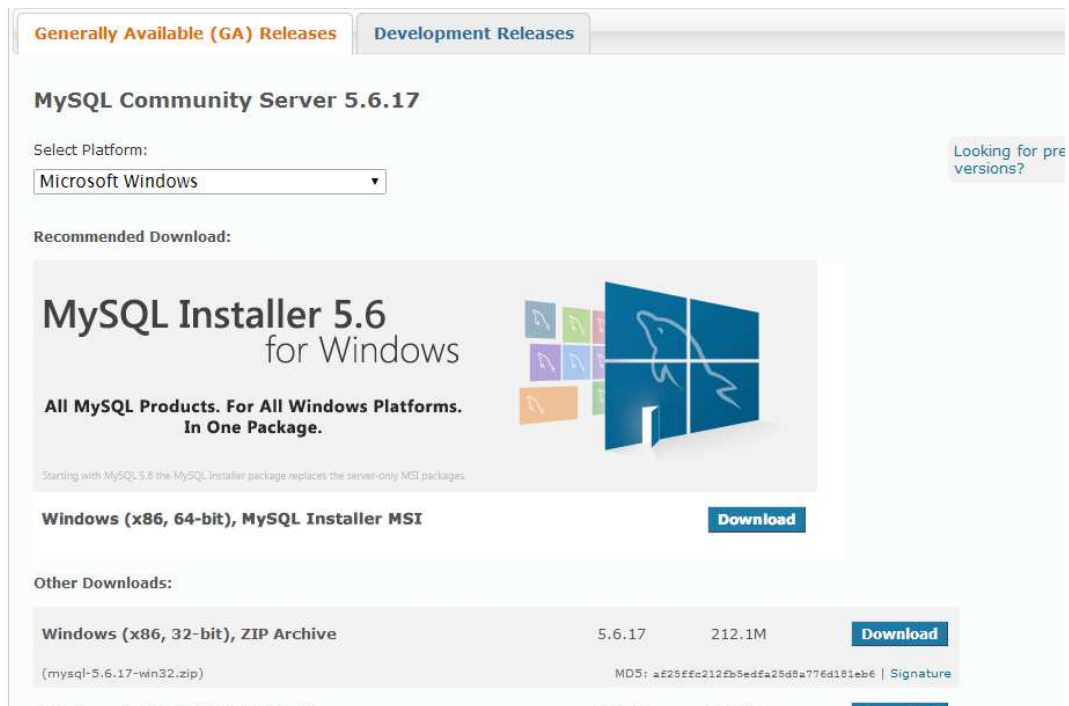 Generally Available (GA) Releases
Development Releases
MySQL Community Server 5.6.17
Select Platform:
Looking for pre
versions?
Microsoft Windows
Recommended Download:
MySQL Installer 5.6
for Windows
All MySQL Products. For All Windows Platforms.
In One Package.
Starting with MySQL 5.6 the MySQL Installer package replaces the server-only MSI packages.
Windows (x86, 64-bit), MySQL Installer MSI Download
Other Downloads:
Windows (x86, 32-bit), ZIP Archive 5.6.17 212.1M Download
(mysql-5.6.17-win32.zip) MD5: af25ffc212fb5edfa25d8a776d181eb6 | Signature